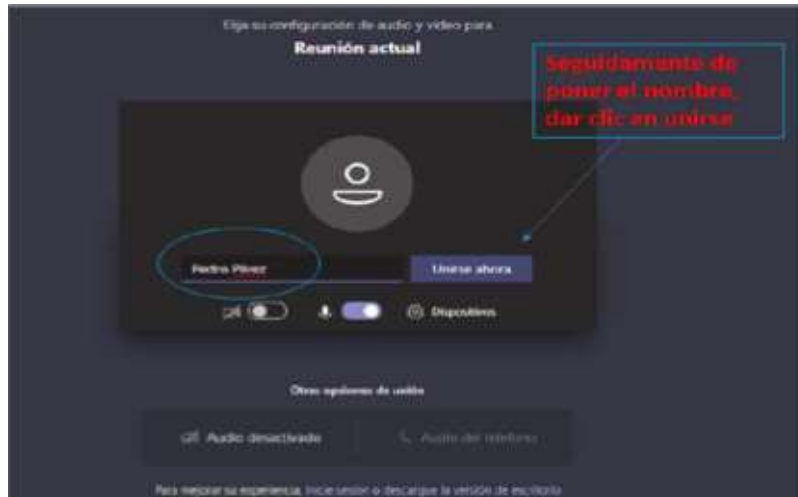 Elija su configuración de audio y vídeo para
Reunión actual
Seguidamente de
poner el nombre,
dar clic en unirse
Pedro Pérez
Unirse ahora
Dispositivos
Otras opciones de unión
Audio desactivado
Audio del teléfono
Para mejorar su experiencia, inicie sesión o descargue la versión de escritorio